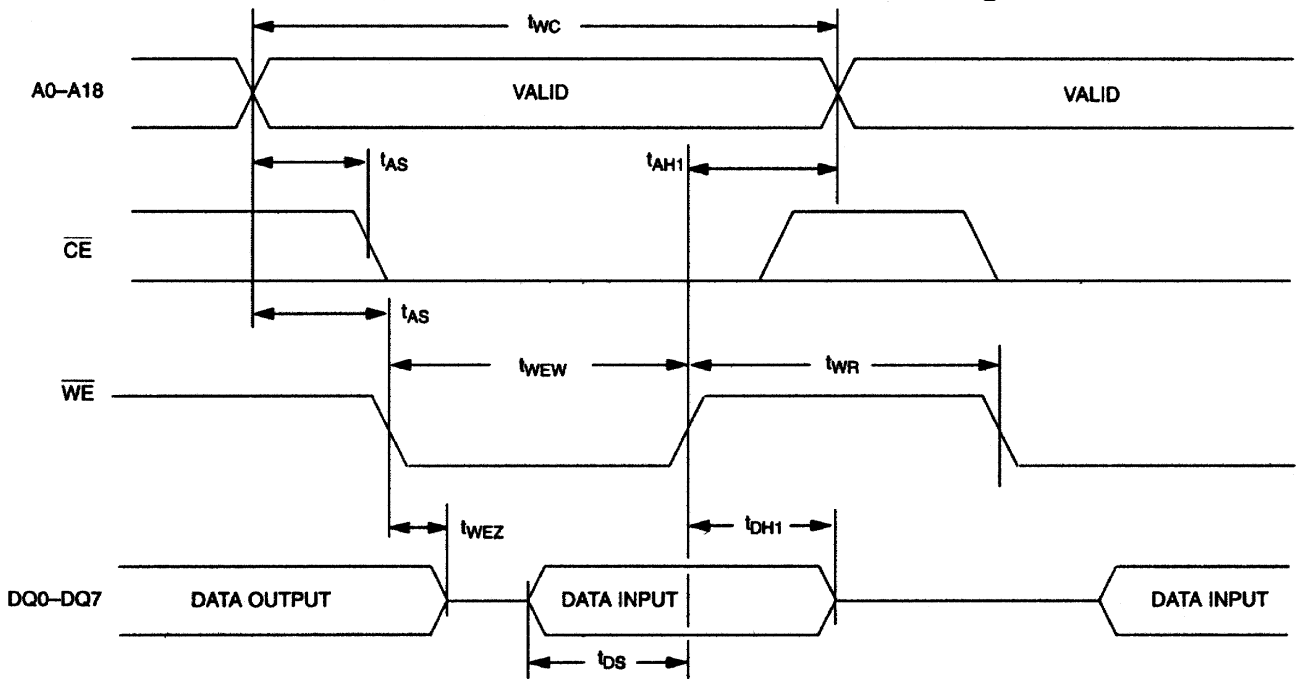 tWC
A0–A18 VALID VALID
tAS tAH1
CE
tAS
tWEW tWR
WE
tWEZ tDH1
DQ0–DQ7 DATA OUTPUT DATA INPUT DATA INPUT
tDS